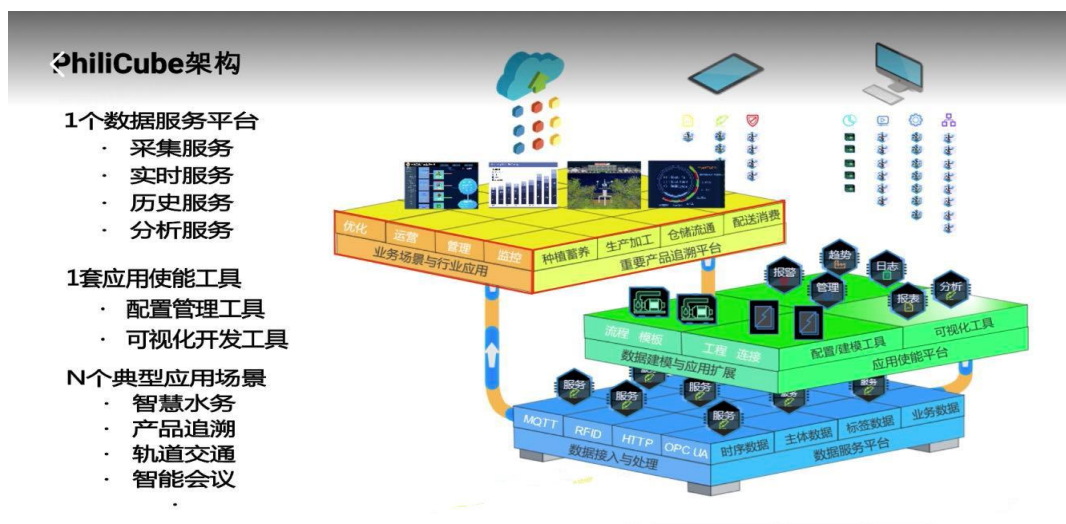 PhiliCube架构
1个数据服务平台
· 采集服务
· 实时服务
· 历史服务
· 分析服务
1套应用使能工具
· 配置管理工具
· 可视化开发工具
N个典型应用场景
· 智慧水务
· 产品追溯
· 轨道交通
· 智能会议
·
优化 运营 管理 监控
业务场景与行业应用
种植蓄养 生产加工 仓储流通 配送消费
重要产品追溯平台
报警 趋势 管理 日志 报表 分析
流程 模板 工程 连接
数据建模与应用扩展
配置/建模工具 可视化工具
应用使能平台
服务 服务 服务 服务 服务 服务 服务
MQTT RFID HTTP OPC UA
数据接入与处理
时序数据 主体数据 标签数据 业务数据
数据服务平台